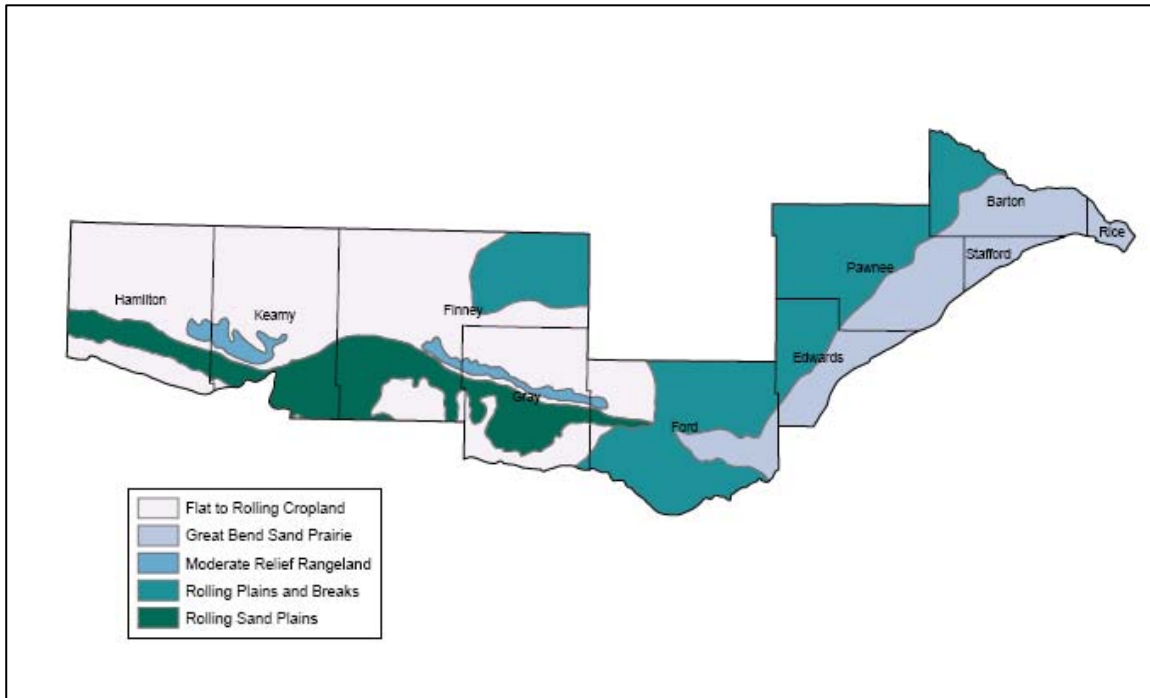 Barton
Rice
Stafford
Pawnee
Hamilton
Kearny
Finney
Edwards
Gray
Ford
Flat to Rolling Cropland
Great Bend Sand Prairie
Moderate Relief Rangeland
Rolling Plains and Breaks
Rolling Sand Plains